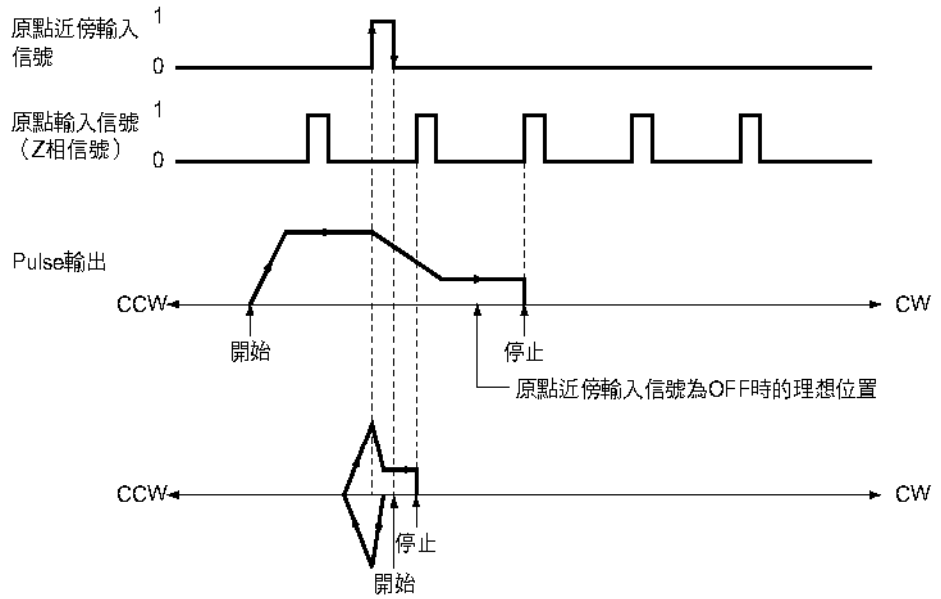 原點近傍輸入
信號
1
0
原點輸入信號
（Z相信號）
1
0
Pulse輸出
CCW
CW
開始
停止
原點近傍輸入信號為OFF時的理想位置
CCW
CW
停止
開始